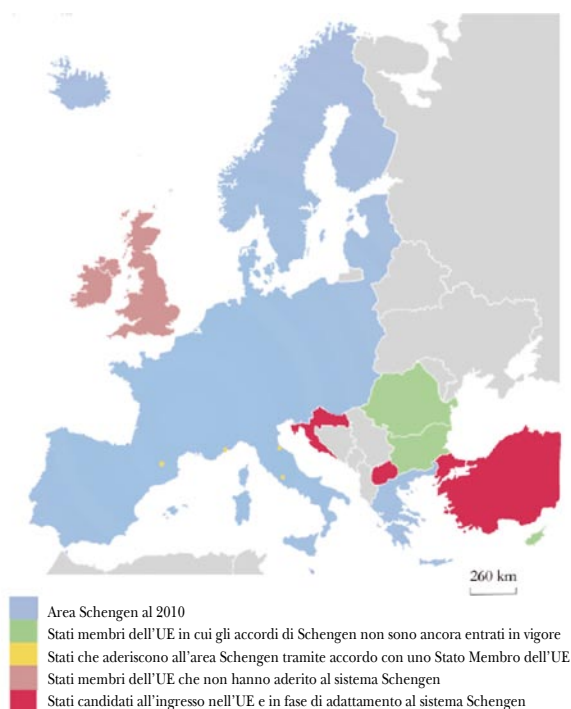 260 km
Area Schengen al 2010
Stati membri dell’UE in cui gli accordi di Schengen non sono ancora entrati in vigore
Stati che aderiscono all’area Schengen tramite accordo con uno Stato Membro dell’UE
Stati membri dell’UE che non hanno aderito al sistema Schengen
Stati candidati all’ingresso nell’UE e in fase di adattamento al sistema Schengen